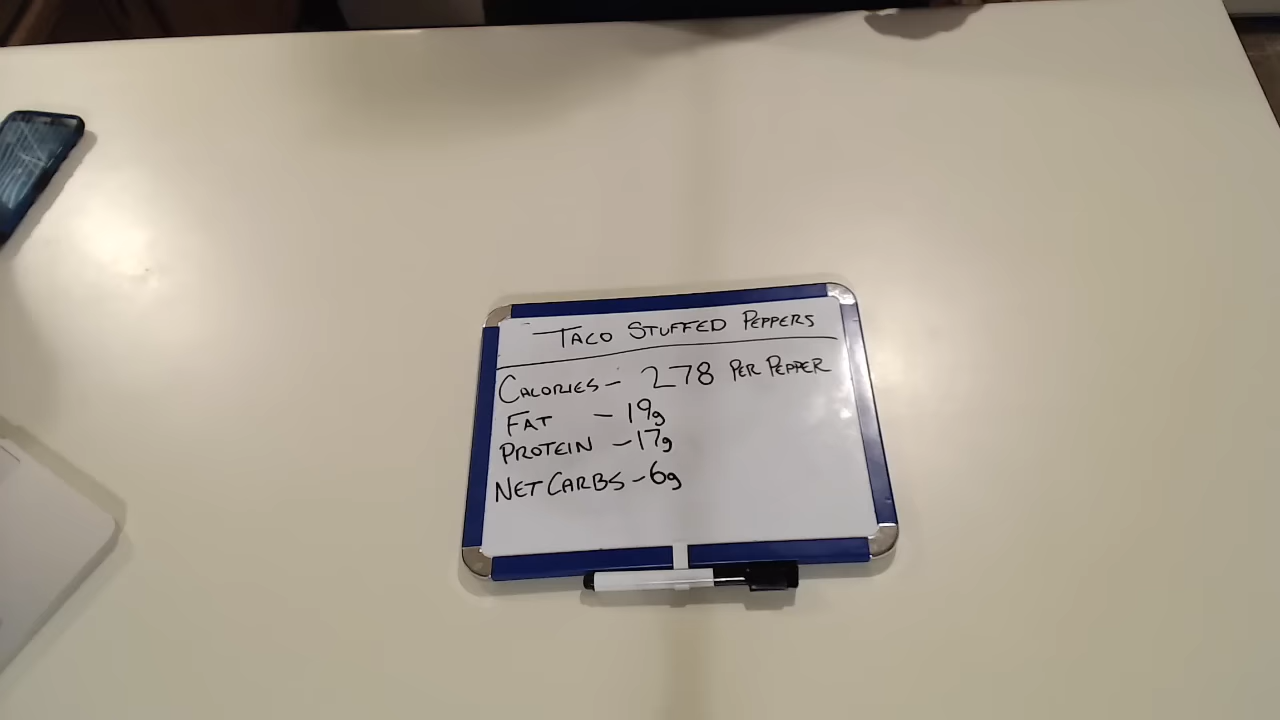 TACO STUFFED PEPPERS
CALORIES - 278 PER PEPPER
FAT - 19g
PROTEIN - 17g
NET CARBS - 6g